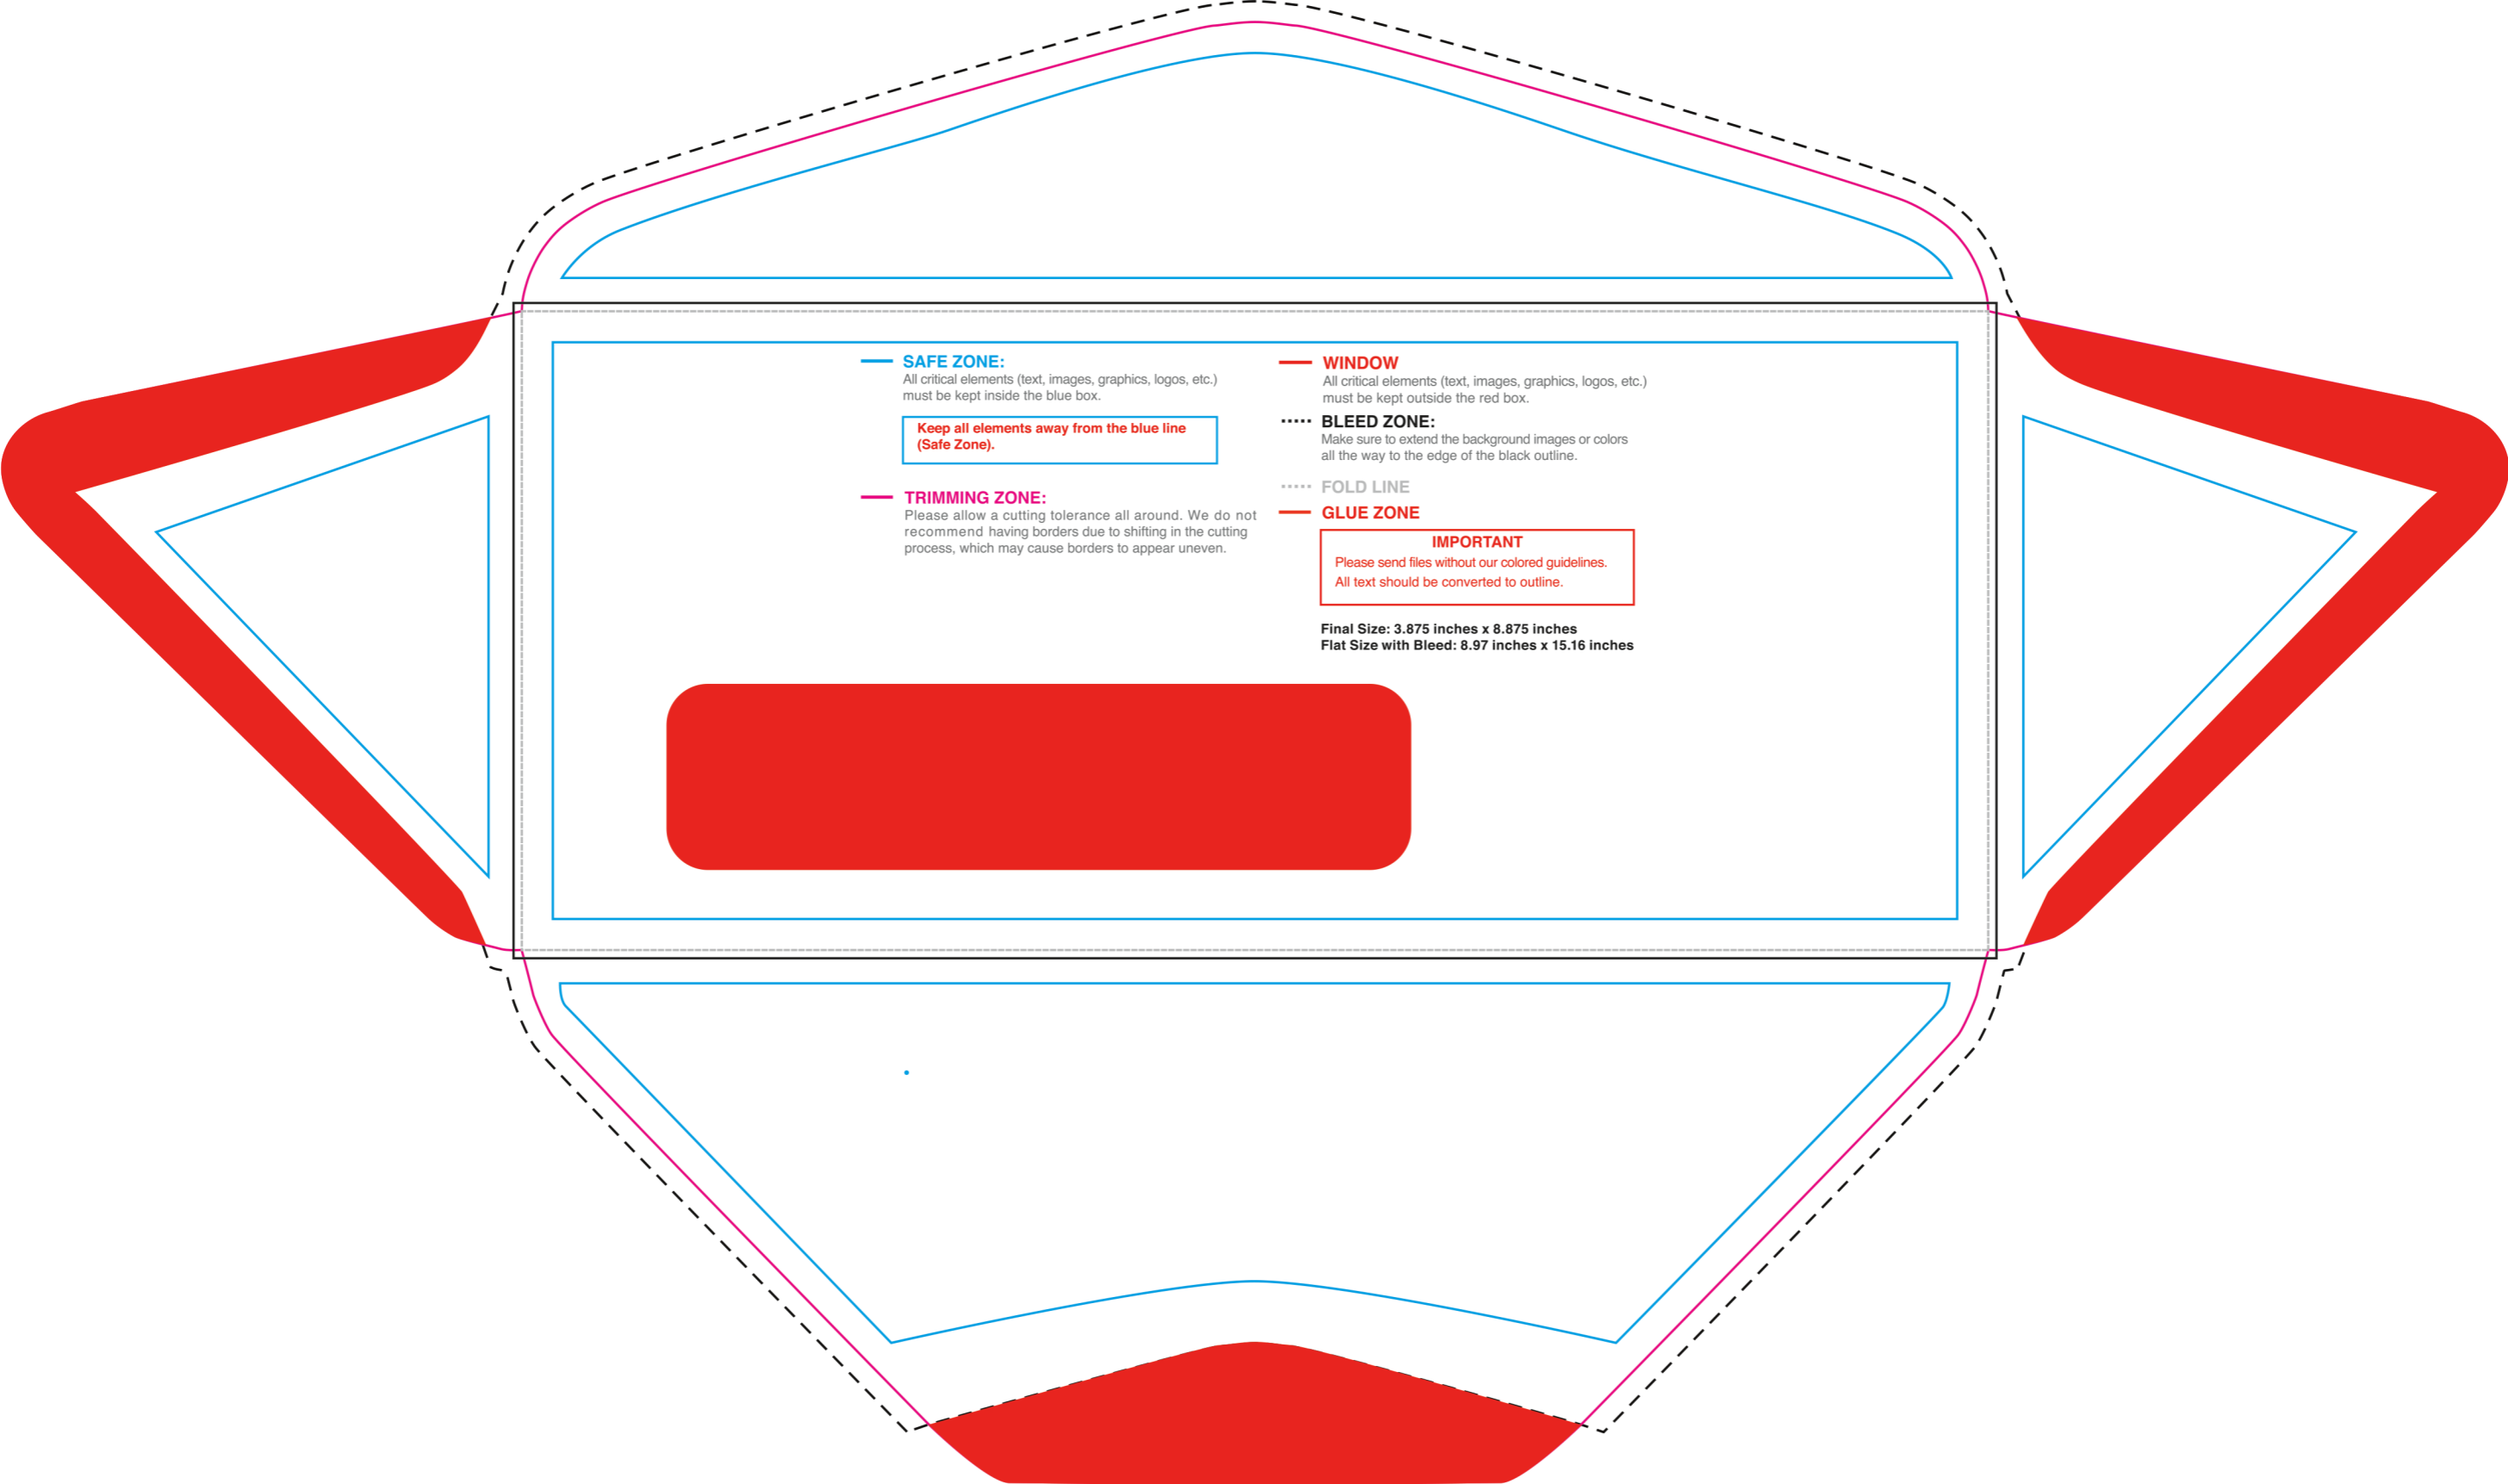 SAFE ZONE:
All critical elements (text, images, graphics, logos, etc.)
must be kept inside the blue box.
Keep all elements away from the blue line
(Safe Zone).
TRIMMING ZONE:
Please allow a cutting tolerance all around. We do not
recommend having borders due to shifting in the cutting
process, which may cause borders to appear uneven.
WINDOW
All critical elements (text, images, graphics, logos, etc.)
must be kept outside the red box.
BLEED ZONE:
Make sure to extend the background images or colors
all the way to the edge of the black outline.
FOLD LINE
GLUE ZONE
IMPORTANT
Please send files without our colored guidelines.
All text should be converted to outline.
Final Size: 3.875 inches x 8.875 inches
Flat Size with Bleed: 8.97 inches x 15.16 inches